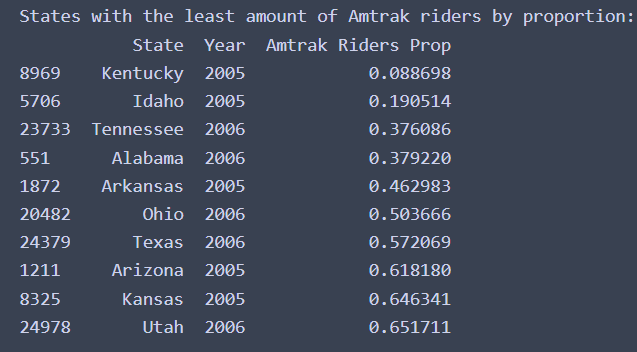 States with the least amount of Amtrak riders by proportion:
State Year Amtrak Riders Prop
8969 Kentucky 2005 0.088698
5706 Idaho 2005 0.190514
23733 Tennessee 2006 0.376086
551 Alabama 2006 0.379220
1872 Arkansas 2005 0.462983
20482 Ohio 2006 0.503666
24379 Texas 2006 0.572069
1211 Arizona 2005 0.618180
8325 Kansas 2005 0.646341
24978 Utah 2006 0.651711